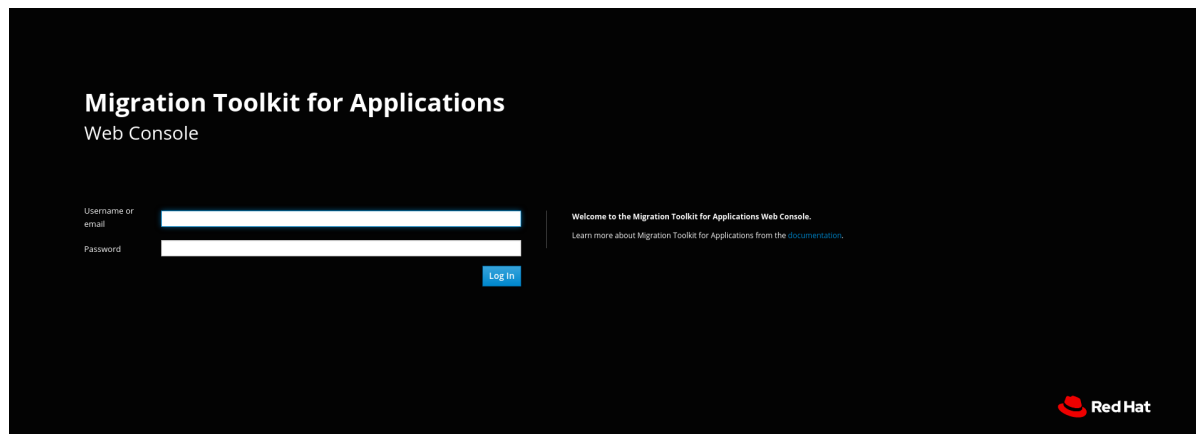 Migration Toolkit for Applications
Web Console
Username or
email
Password
Log In
Welcome to the Migration Toolkit for Applications Web Console.
Learn more about Migration Toolkit for Applications from the documentation.
Red Hat